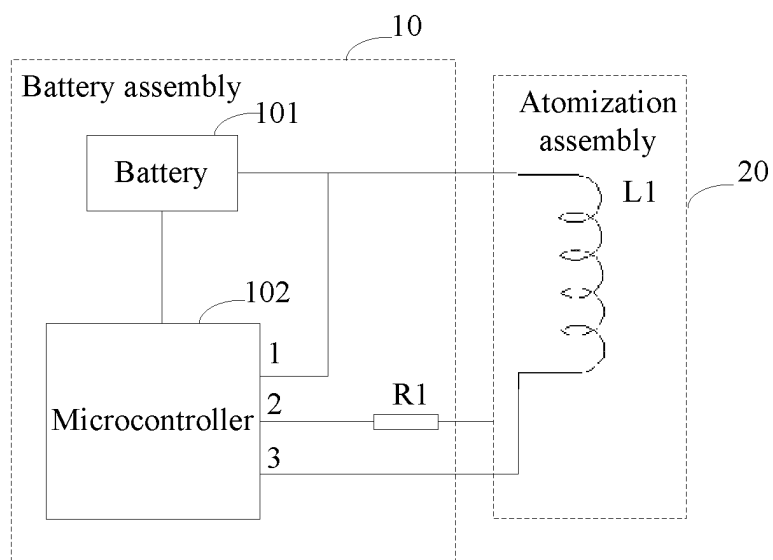 10
Battery assembly
101
Battery
Atomization
assembly
20
L1
102
1
Microcontroller
2
R1
3